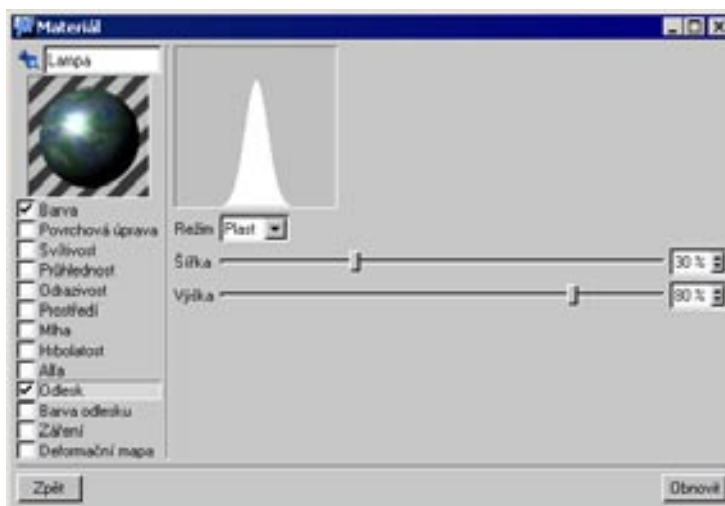 Materiál
Lampa
Barva
Povrchová úprava
Svítivost
Průhlednost
Odrazivost
Prostředí
Mlha
Hrbolatost
Alfa
Odlesk
Barva odlesku
Záření
Deformační mapa
Režim Plast
Šířka 30 %
Výška 80 %
Zpět
Obnovit